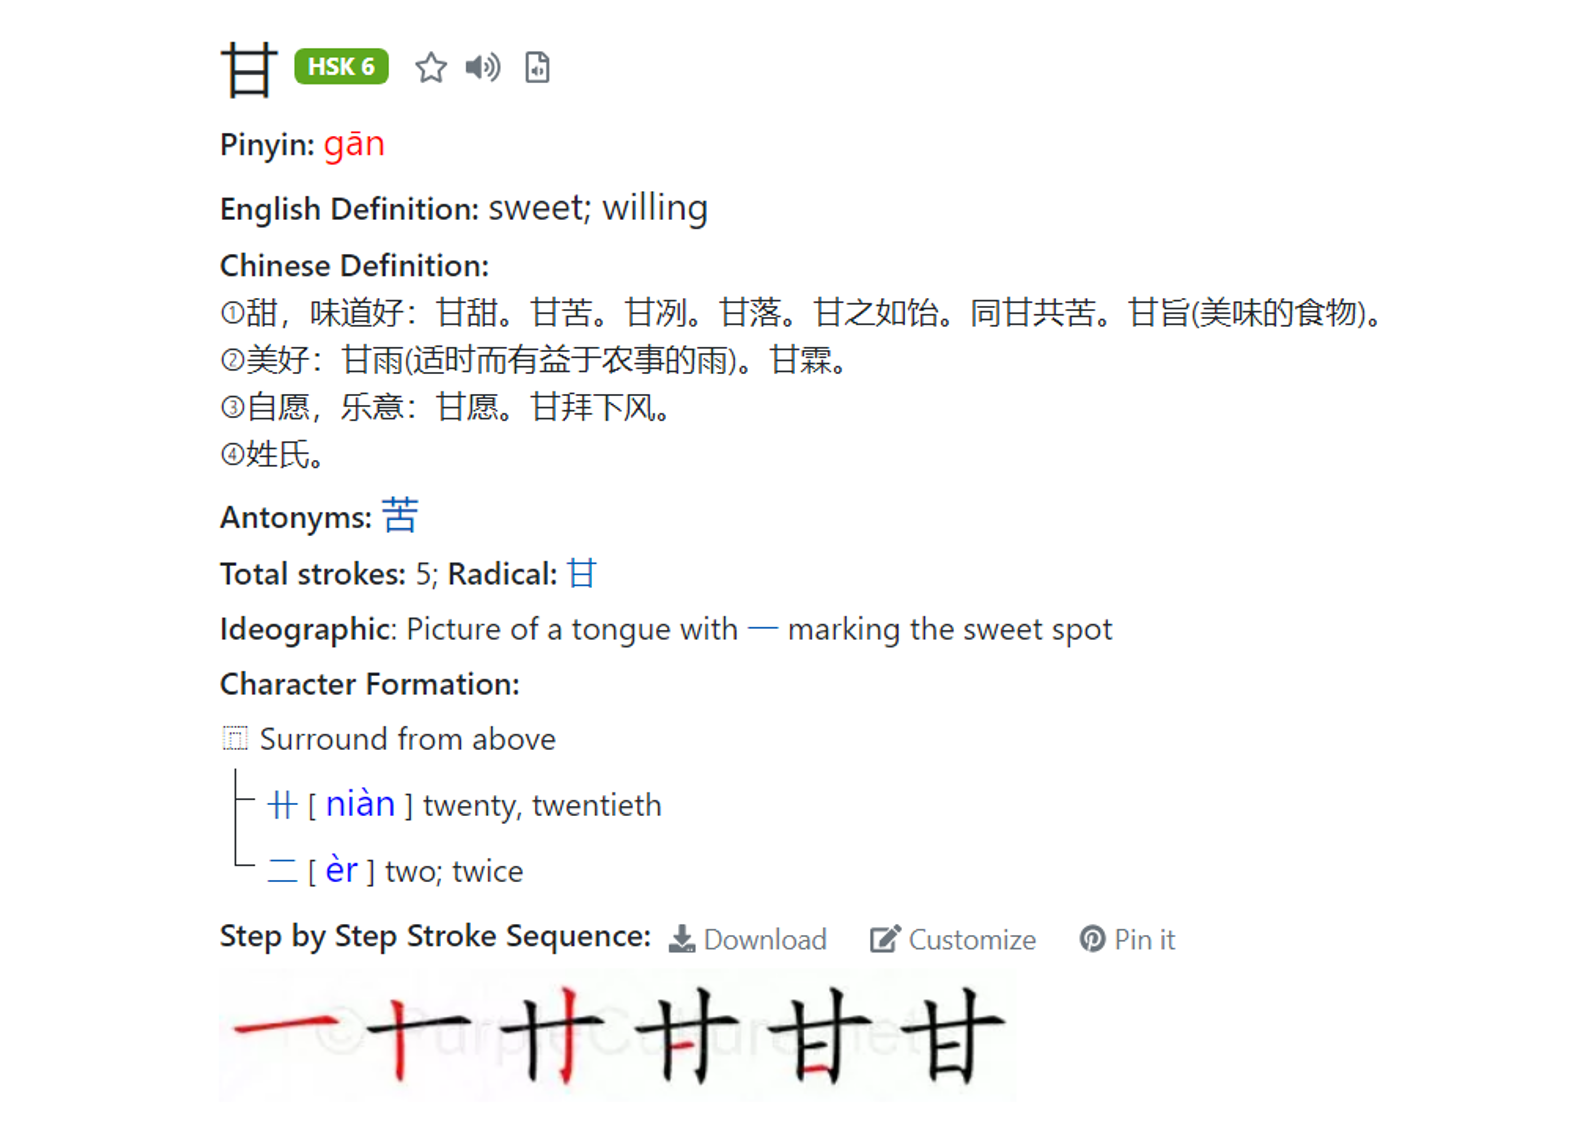 甘 HSK 6
Pinyin: gān
English Definition: sweet; willing
Chinese Definition:
①甜，味道好：甘甜。甘苦。甘冽。甘落。甘之如饴。同甘共苦。甘旨(美味的食物)。
②美好：甘雨(适时而有益于农事的雨)。甘霖。
③自愿，乐意：甘愿。甘拜下风。
④姓氏。
Antonyms: 苦
Total strokes: 5; Radical: 甘
Ideographic: Picture of a tongue with 一 marking the sweet spot
Character Formation:
⿵ Surround from above
卄 [ niàn ] twenty, twentieth
二 [ èr ] two; twice
Step by Step Stroke Sequence: Download Customize Pin it
© PurpleCulture.net